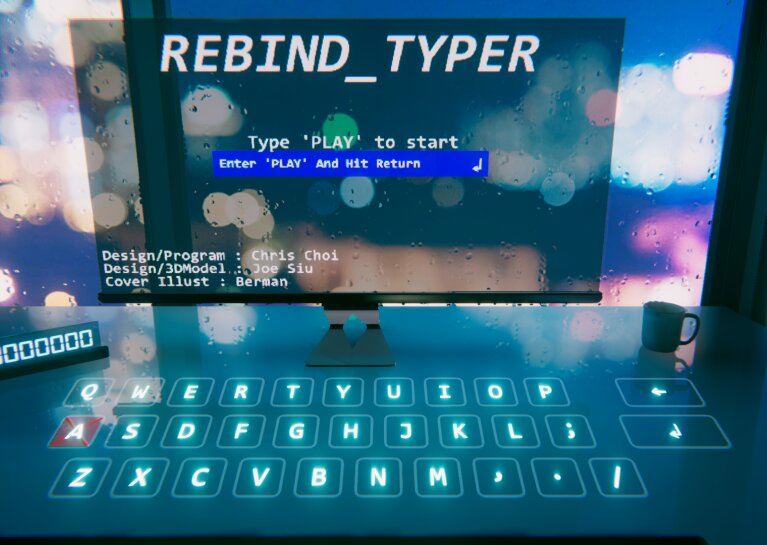 REBIND_TYPER
Type 'PLAY' to start
Enter 'PLAY' And Hit Return ↲
Design/Program : Chris Choi
Design/3DModel : Joe Siu
Cover Illust : Berman
0000000
Q W E R T Y U I O P ←
A S D F G H J K L ; ↲
Z X C V B N M , . /